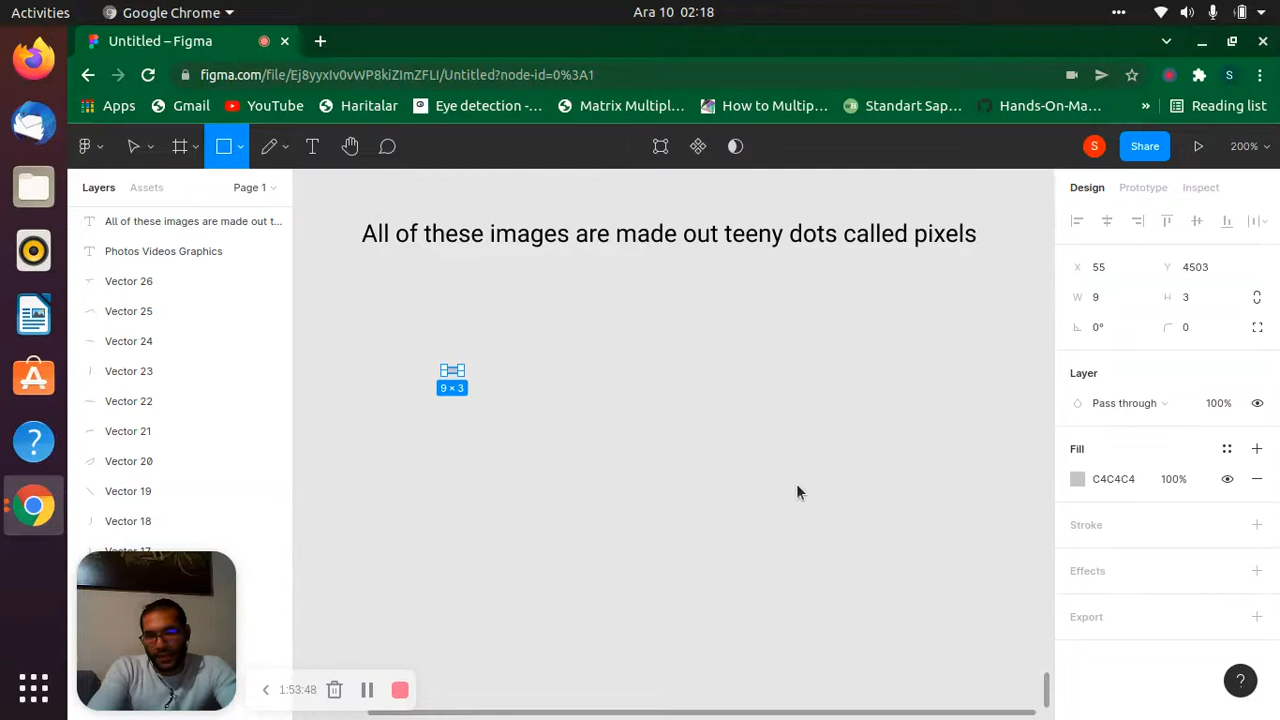 Activities
Google Chrome
Ara 10 02:18
Untitled – Figma
figma.com/file/Ej8yyxIv0vWP8kiZImZFLI/Untitled?node-id=0%3A1
Apps
Gmail
YouTube
Haritalar
Eye detection -...
Matrix Multipl...
How to Multip...
Standart Sap...
Hands-On-Ma...
»
Reading list
T
S
Share
200%
Layers
Assets
Page 1
Design
Prototype
Inspect
All of these images are made out t...
Photos Videos Graphics
Vector 26
Vector 25
Vector 24
Vector 23
Vector 22
Vector 21
Vector 20
Vector 19
Vector 18
Vector 17
All of these images are made out teeny dots called pixels
9 × 3
X 55
Y 4503
W 9
H 3
0°
0
Layer
Pass through
100%
Fill
C4C4C4
100%
Stroke
Effects
Export
1:53:48
?